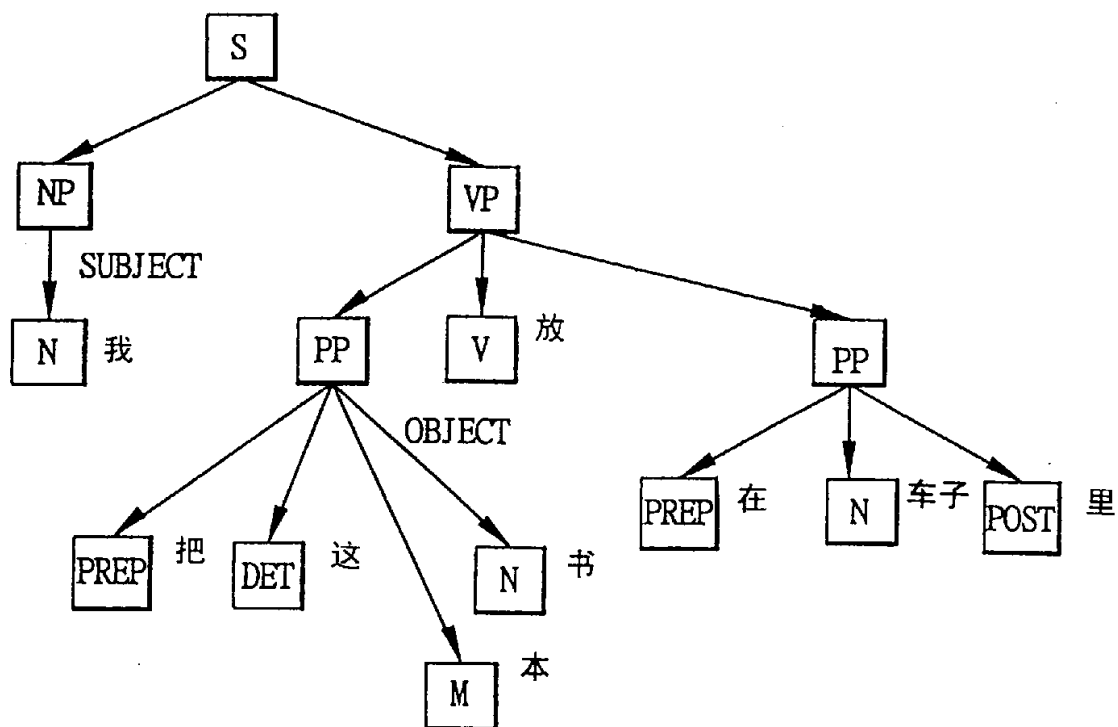 S
NP
VP
SUBJECT
N 我
PP
V 放
PP
OBJECT
PREP 把
DET 这
N 书
PREP 在
N 车子
POST 里
M 本